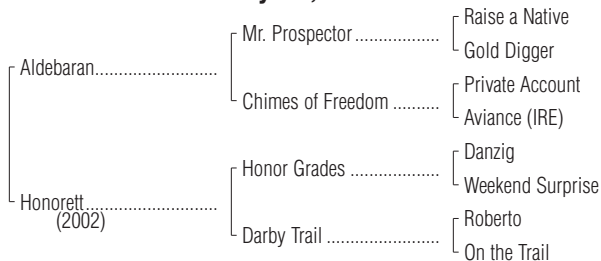 Raise a Native
Mr. Prospector..................
Gold Digger
Aldebaran..........................
Private Account
Chimes of Freedom ..........
Aviance (IRE)
Danzig
Honor Grades ...................
Weekend Surprise
Honorett............................
(2002)
Roberto
Darby Trail ........................
On the Trail